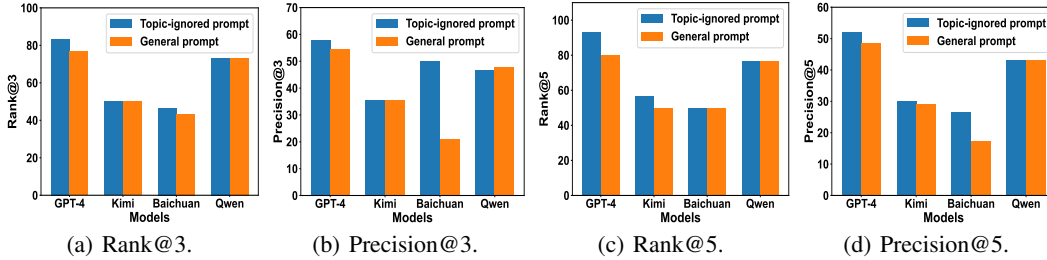 100
80
60
40
20
0
Rank@3
Topic-ignored prompt
General prompt
GPT-4 Kimi Baichuan Qwen
Models
(a) Rank@3.
70
60
50
40
30
20
10
0
Precision@3
Topic-ignored prompt
General prompt
GPT-4 Kimi Baichuan Qwen
Models
(b) Precision@3.
100
80
60
40
20
0
Rank@5
Topic-ignored prompt
General prompt
GPT-4 Kimi Baichuan Qwen
Models
(c) Rank@5.
60
50
40
30
20
10
0
Precision@5
Topic-ignored prompt
General prompt
GPT-4 Kimi Baichuan Qwen
Models
(d) Precision@5.